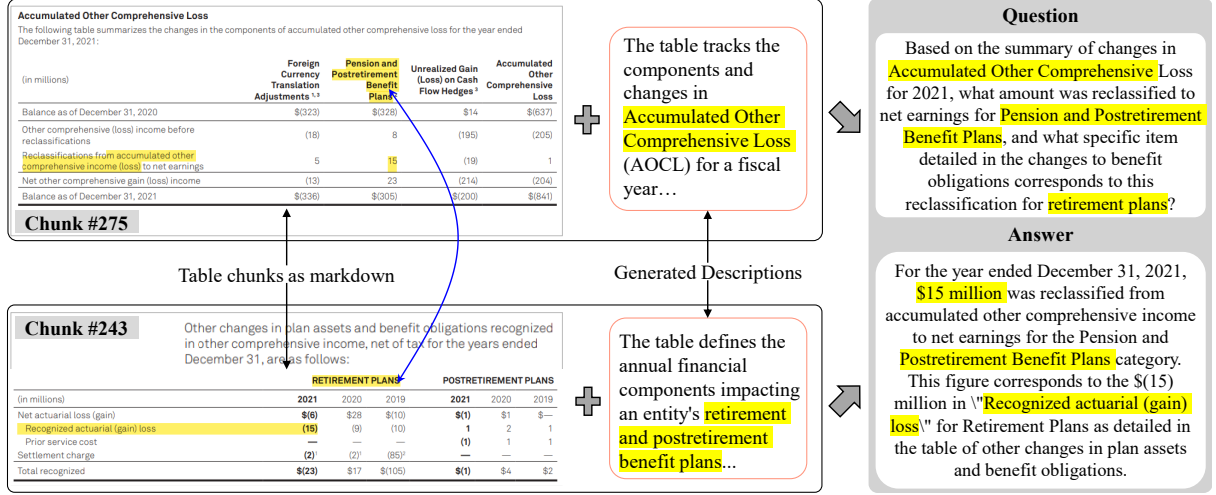 Accumulated Other Comprehensive Loss
The following table summarizes the changes in the components of accumulated other comprehensive loss for the year ended
December 31, 2021:
(in millions)
Foreign
Currency
Translation
Adjustments 1,3
Pension and
Postretirement
Benefit
Plans
Unrealized Gain
(Loss) on Cash
Flow Hedges 3
Accumulated
Other
Comprehensive
Loss
Balance as of December 31, 2020 $(323) $(328) $14 $(637)
Other comprehensive (loss) income before
reclassifications (18) 8 (195) (205)
Reclassifications from accumulated other
comprehensive income (loss) to net earnings 5 15 (19) 1
Net other comprehensive gain (loss) income (13) 23 (214) (204)
Balance as of December 31, 2021 $(336) $(305) $(200) $(841)
Chunk #275
The table tracks the
components and
changes in
Accumulated Other
Comprehensive Loss
(AOCL) for a fiscal
year…
Table chunks as markdown
Generated Descriptions
Chunk #243
Other changes in plan assets and benefit obligations recognized
in other comprehensive income, net of tax for the years ended
December 31, are as follows:
RETIREMENT PLANS POSTRETIREMENT PLANS
(in millions) 2021 2020 2019 2021 2020 2019
Net actuarial loss (gain) $(6) $28 $(10) $(1) $1 $—
Recognized actuarial (gain) loss (15) (9) (10) 1 2 1
Prior service cost — — — (1) 1 1
Settlement charge (2)1 (2)1 (85)2 — — —
Total recognized $(23) $17 $(105) $(1) $4 $2
The table defines the
annual financial
components impacting
an entity's retirement
and postretirement
benefit plans...
Question
Based on the summary of changes in
Accumulated Other Comprehensive Loss
for 2021, what amount was reclassified to
net earnings for Pension and Postretirement
Benefit Plans, and what specific item
detailed in the changes to benefit
obligations corresponds to this
reclassification for retirement plans?
Answer
For the year ended December 31, 2021,
$15 million was reclassified from
accumulated other comprehensive income
to net earnings for the Pension and
Postretirement Benefit Plans category.
This figure corresponds to the $(15)
million in \"Recognized actuarial (gain)
loss\" for Retirement Plans as detailed in
the table of other changes in plan assets
and benefit obligations.